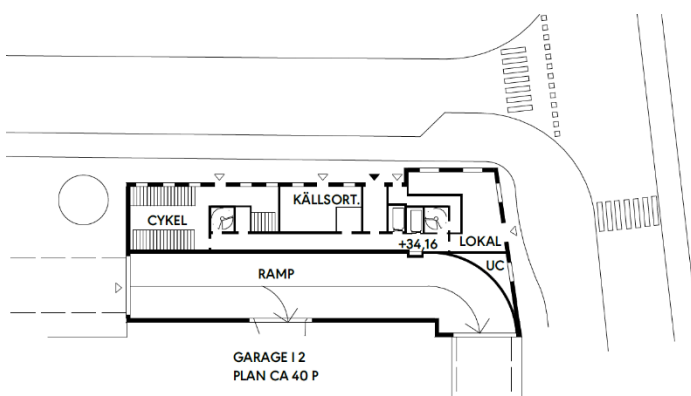 KÄLLSORT.
CYKEL
+34,16
LOKAL
UC
RAMP
GARAGE I 2
PLAN CA 40 P